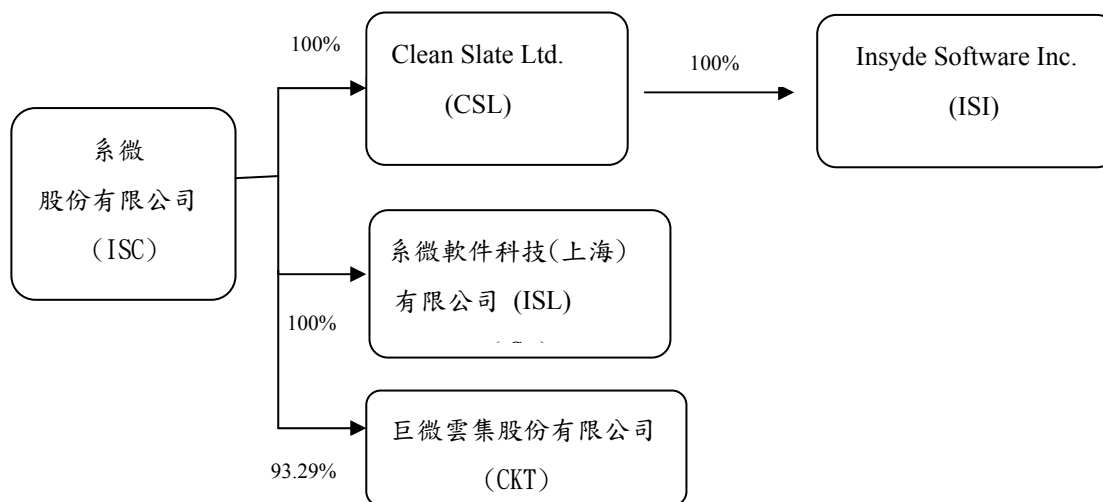 系微
股份有限公司
(ISC)
100%
Clean Slate Ltd.
(CSL)
100%
Insyde Software Inc.
(ISI)
系微軟件科技(上海)
有限公司 (ISL)
100%
巨微雲集股份有限公司
(CKT)
93.29%